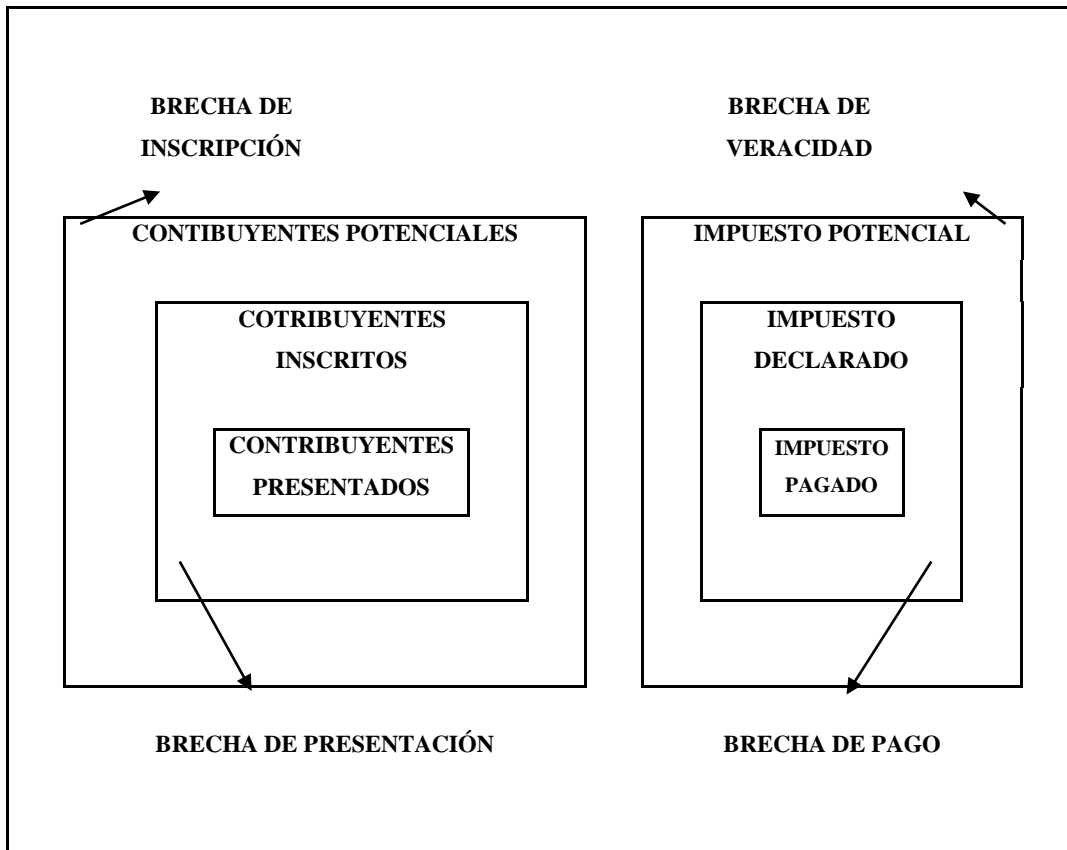 BRECHA DE
INSCRIPCIÓN
BRECHA DE
VERACIDAD
CONTIBUYENTES POTENCIALES
COTRIBUYENTES
INSCRITOS
CONTRIBUYENTES
PRESENTADOS
IMPUESTO POTENCIAL
IMPUESTO
DECLARADO
IMPUESTO
PAGADO
BRECHA DE PRESENTACIÓN
BRECHA DE PAGO